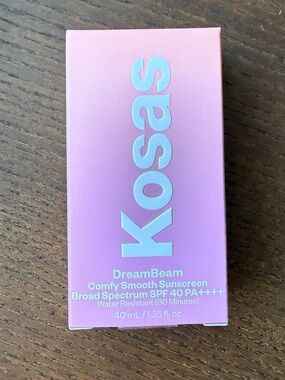 Kosas
DreamBeam
Comfy Smooth Sunscreen
Broad Spectrum SPF 40 PA++++
Water Resistant (80 Minutes)
40 mL / 1.35 fl. oz.